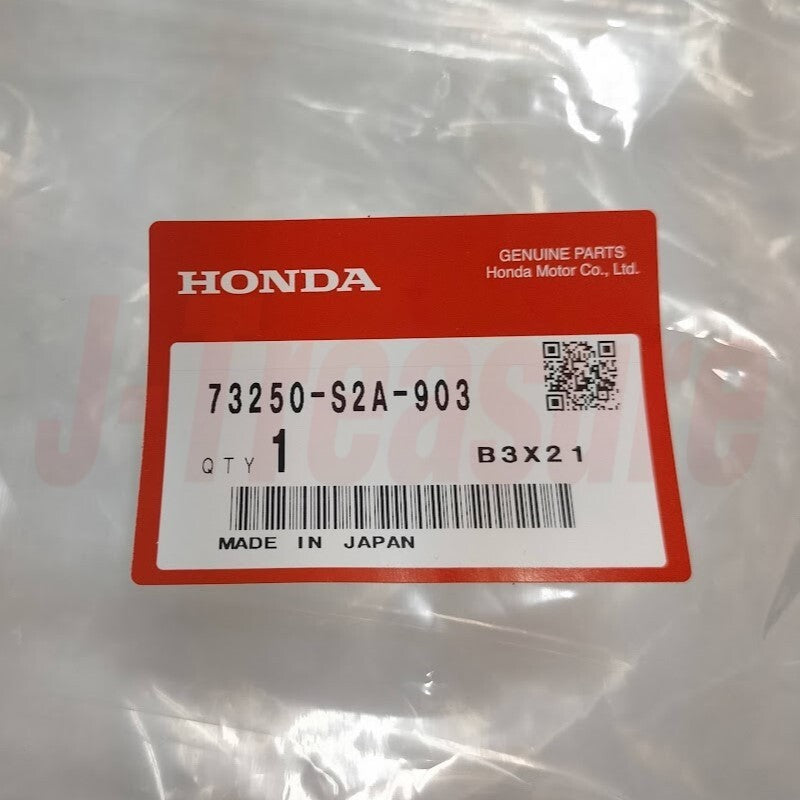 HONDA
GENUINE PARTS
Honda Motor Co., Ltd.
73250-S2A-903
QTY 1
B3X21
MADE IN JAPAN
J-Treasure